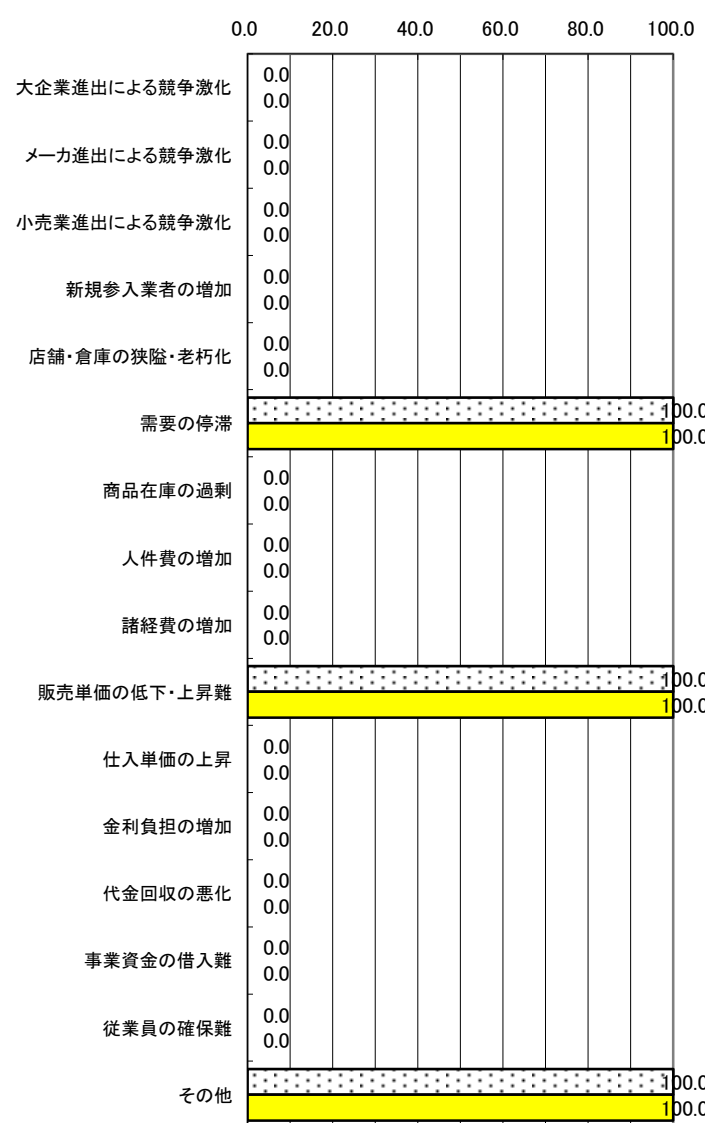 0.0 20.0 40.0 60.0 80.0 100.0
大企業進出による競争激化 0.0
0.0
メーカ進出による競争激化 0.0
0.0
小売業進出による競争激化 0.0
0.0
新規参入業者の増加 0.0
0.0
店舗・倉庫の狭隘・老朽化 0.0
0.0
需要の停滞 100.0
100.0
商品在庫の過剰 0.0
0.0
人件費の増加 0.0
0.0
諸経費の増加 0.0
0.0
販売単価の低下・上昇難 100.0
100.0
仕入単価の上昇 0.0
0.0
金利負担の増加 0.0
0.0
代金回収の悪化 0.0
0.0
事業資金の借入難 0.0
0.0
従業員の確保難 0.0
0.0
その他 100.0
100.0